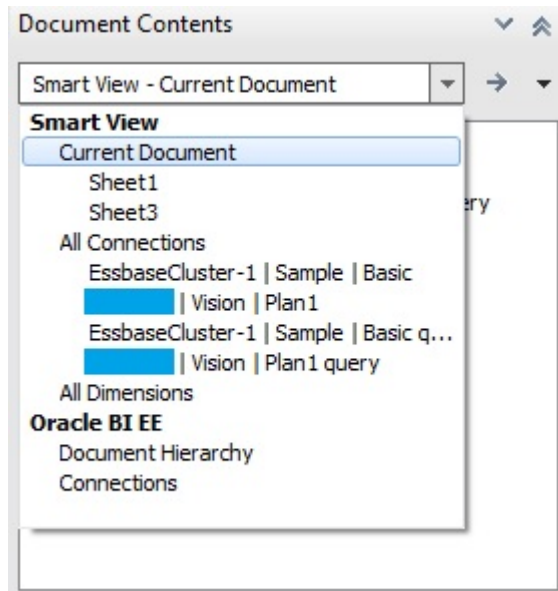 Document Contents
Smart View - Current Document
Smart View
Current Document
Sheet1
Sheet3
ery
All Connections
EssbaseCluster-1 | Sample | Basic
| Vision | Plan1
EssbaseCluster-1 | Sample | Basic q...
| Vision | Plan1 query
All Dimensions
Oracle BI EE
Document Hierarchy
Connections